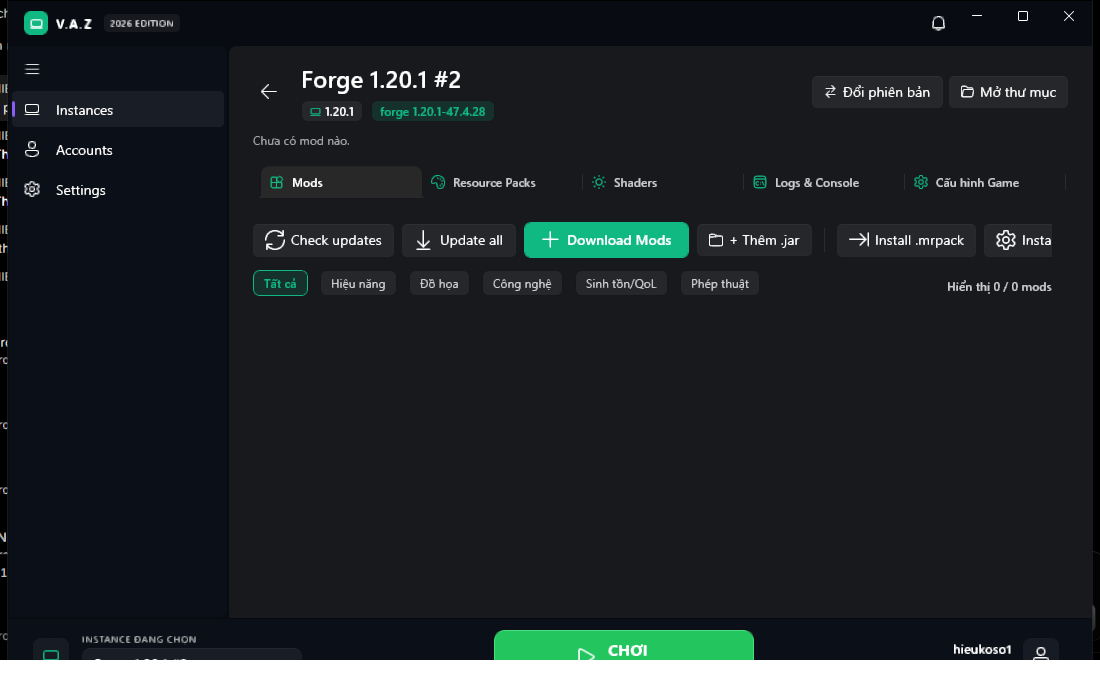 V.A.Z 2026 EDITION
Instances
Accounts
Settings
Forge 1.20.1 #2
1.20.1 forge 1.20.1-47.4.28
Đổi phiên bản Mở thư mục
Chưa có mod nào.
Mods Resource Packs Shaders Logs & Console Cấu hình Game
Check updates Update all Download Mods + Thêm .jar Install .mrpack Insta
Tất cả Hiệu năng Đồ họa Công nghệ Sinh tồn/QoL Phép thuật Hiển thị 0 / 0 mods
INSTANCE ĐANG CHỌN
CHƠI
hieukoso1